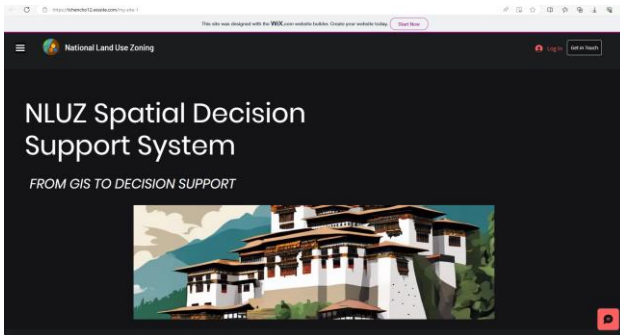 This site was designed with the WIX.com website builder. Create your website today. Start Now
National Land Use Zoning
Log In
Get in Touch
NLUZ Spatial Decision
Support System
FROM GIS TO DECISION SUPPORT